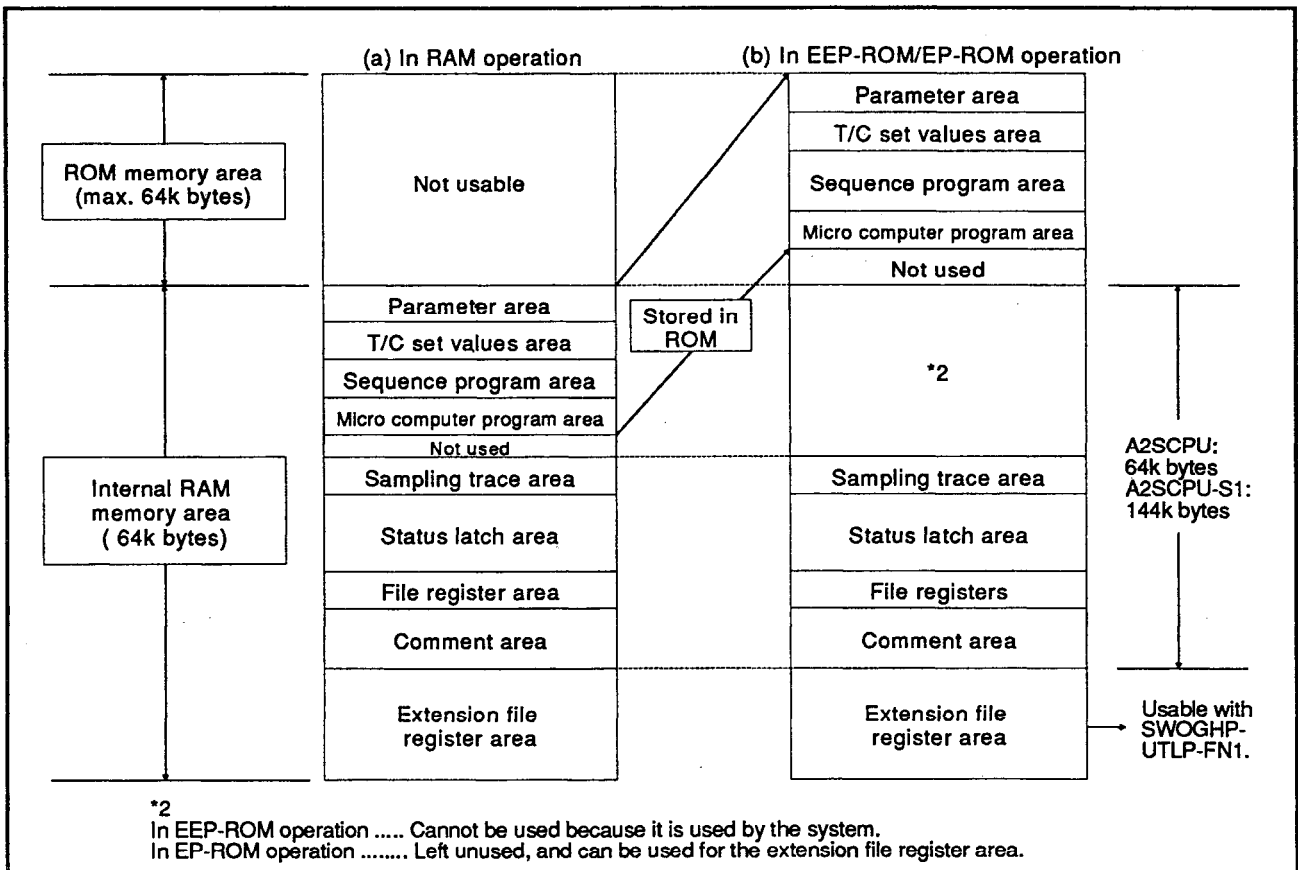 (a) In RAM operation
(b) In EEP-ROM/EP-ROM operation
ROM memory area
(max. 64k bytes)
Not usable
Parameter area
T/C set values area
Sequence program area
Micro computer program area
Not used
Internal RAM
memory area
( 64k bytes)
Parameter area
T/C set values area
Sequence program area
Micro computer program area
Not used
Sampling trace area
Status latch area
File register area
Comment area
Extension file
register area
Stored in
ROM
*2
Sampling trace area
Status latch area
File registers
Comment area
Extension file
register area
A2SCPU:
64k bytes
A2SCPU-S1:
144k bytes
Usable with
SWOGHP-
UTLP-FN1.
*2
In EEP-ROM operation ..... Cannot be used because it is used by the system.
In EP-ROM operation ........ Left unused, and can be used for the extension file register area.